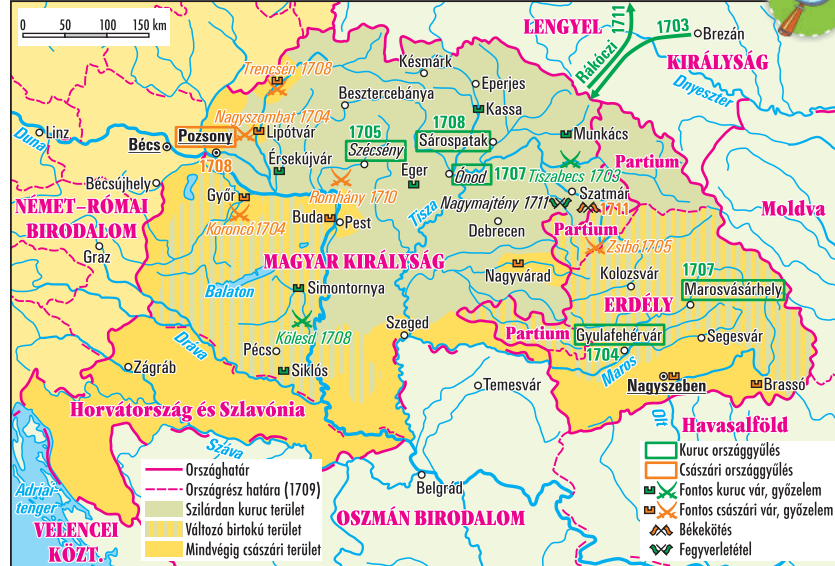 0 50 100 150 km
LENGYEL
KIRÁLYSÁG
1711
1703
Rákóczi
Brezán
Dnyeszter
Trencsén 1708
Késmárk
Besztercebánya
Eperjes
Kassa
Nagyszombat 1704
Linz
Duna
Bécs
Pozsony
1708
Lipótvár
1705
Szécsény
1708
Sárospatak
Munkács
Érsekújvár
Eger
Ónod
1707
Tiszabecs 1703
Partium
Bécsújhely
Romhány 1710
Szatmár
NÉMET–RÓMAI
BIRODALOM
Győr
Koroncó 1704
Buda
Pest
Tisza
Nagymajtény 1711
1711
Moldva
Debrecen
Partium
Zsibó 1705
Graz
MAGYAR KIRÁLYSÁG
Nagyvárad
Kolozsvár
1707
Marosvásárhely
Balaton
Simontornya
ERDÉLY
Kölesd 1708
Szeged
Partium
Gyulafehérvár
1704
Segesvár
Dráva
Pécs
Siklós
Maros
Zágráb
Temesvár
Nagyszeben
Brassó
Horvátország és Szlavónia
Olt
Havasalföld
Száva
Adriai-
tenger
Belgrád
VELENCEI
KÖZT.
OSZMÁN BIRODALOM
Országhatár
Országrész határa (1709)
Szilárdan kuruc terület
Változó birtokú terület
Mindvégig császári terület
Kuruc országgyűlés
Császári országgyűlés
Fontos kuruc vár, győzelem
Fontos császári vár, győzelem
Békekötés
Fegyverletétel